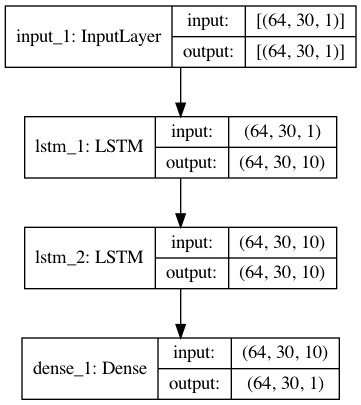 input_1: InputLayer
input: [(64, 30, 1)]
output: [(64, 30, 1)]
lstm_1: LSTM
input: (64, 30, 1)
output: (64, 30, 10)
lstm_2: LSTM
input: (64, 30, 10)
output: (64, 30, 10)
dense_1: Dense
input: (64, 30, 10)
output: (64, 30, 1)